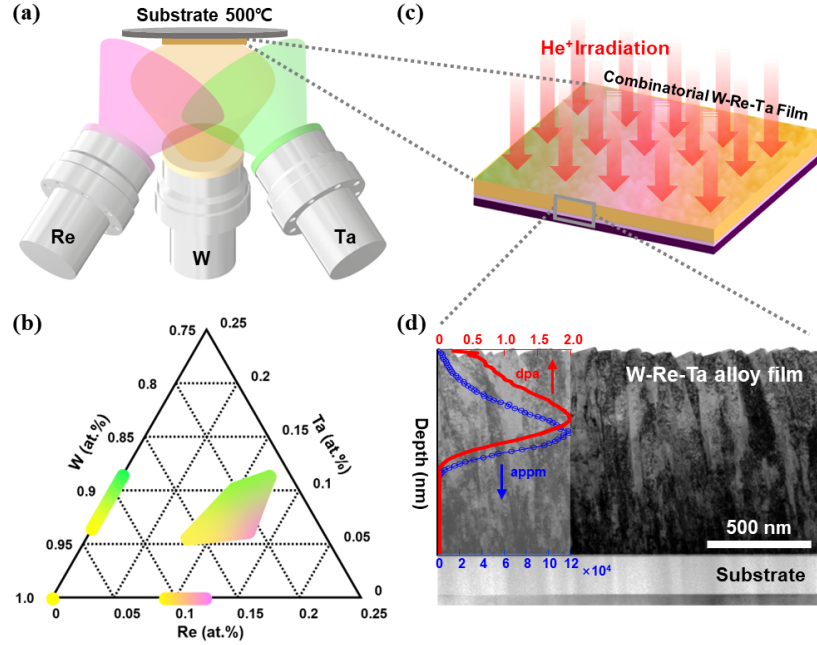 (a)
Substrate 500℃
Re
W
Ta
(b)
0.75
0.25
0.8
0.2
W (at.%)
Ta (at.%)
0.85
0.15
0.9
0.1
0.95
0.05
1.0
0
0.05
0.1
0.15
0.2
0.25
Re (at.%)
(c)
He⁺ Irradiation
Combinatorial W-Re-Ta Film
(d)
0 0.5 1.0 1.5 2.0
dpa
W-Re-Ta alloy film
Depth (nm)
appm
500 nm
0 2 4 6 8 10 12 ×10⁴
Substrate